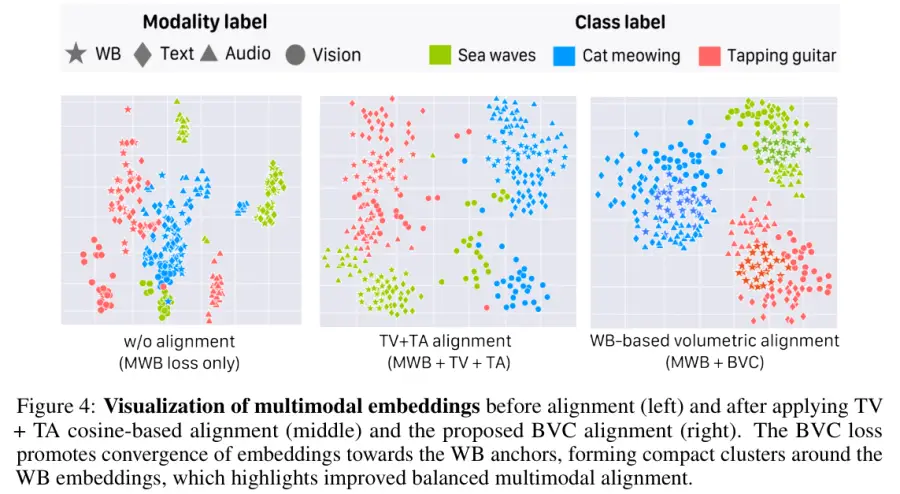 Modality label
Class label
WB Text Audio Vision
Sea waves Cat meowing Tapping guitar
w/o alignment
(MWB loss only)
TV+TA alignment
(MWB + TV + TA)
WB-based volumetric alignment
(MWB + BVC)
Figure 4: Visualization of multimodal embeddings before alignment (left) and after applying TV
+ TA cosine-based alignment (middle) and the proposed BVC alignment (right). The BVC loss
promotes convergence of embeddings towards the WB anchors, forming compact clusters around the
WB embeddings, which highlights improved balanced multimodal alignment.